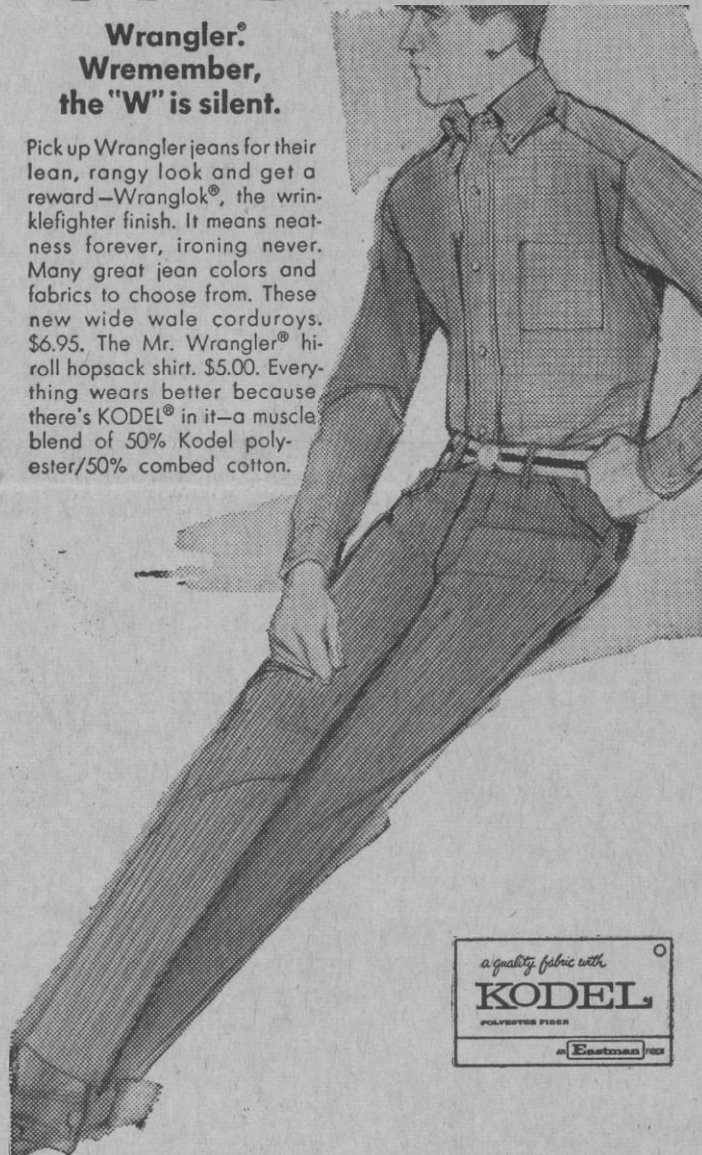 Wrangler.®
Wremember,
the "W" is silent.
Pick up Wrangler jeans for their
lean, rangy look and get a
reward—Wranglok®, the wrin-
klefighter finish. It means neat-
ness forever, ironing never.
Many great jean colors and
fabrics to choose from. These
new wide wale corduroys.
$6.95. The Mr. Wrangler® hi-
roll hopsack shirt. $5.00. Every-
thing wears better because
there's KODEL® in it—a muscle
blend of 50% Kodel poly-
ester/50% combed cotton.
a quality fabric with
KODEL
POLYESTER FIBER
AN Eastman FIBER